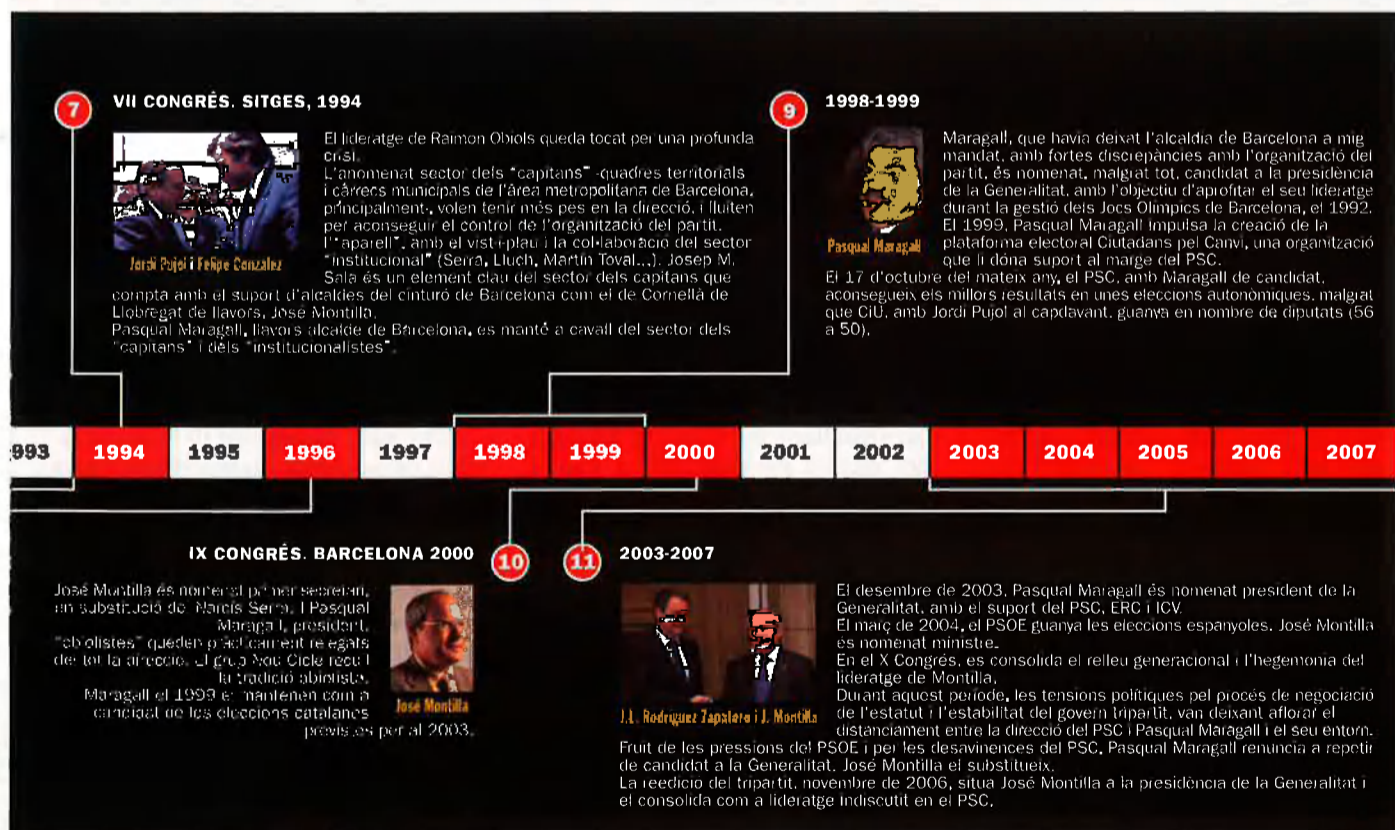 7
VII CONGRÉS. SITGES, 1994
El lideratge de Raimon Obiols queda tocat per una profunda
crisi.
L'anomenat sector dels "capitans" -quadres territorials
i càrrecs municipals de l'àrea metropolitana de Barcelona,
principalment-, volen tenir més pes en la direcció, i lluiten
per aconseguir el control de l'organització del partit.
l'"aparell", amb el vist-i-plau i la col·laboració del sector
"institucional" (Serra, Lluch, Martín Toval...). Josep M.
Sala és un element clau del sector dels capitans que
compta amb el suport d'alcaldies del cinturó de Barcelona com el de Cornellà de
Llobregat de llavors, José Montilla.
Pasqual Maragall, llavors alcalde de Barcelona, es manté a cavall del sector dels
"capitans" i dels "institucionalistes".
Jordi Pujol i Felipe González
9
1998-1999
Maragall, que havia deixat l'alcaldia de Barcelona a mig
mandat, amb fortes discrepàncies amb l'organització del
partit, és nomenat, malgrat tot, candidat a la presidència
de la Generalitat, amb l'objectiu d'aprofitar el seu lideratge
durant la gestió dels Jocs Olímpics de Barcelona, el 1992.
El 1999, Pasqual Maragall impulsa la creació de la
plataforma electoral Ciutadans pel Canvi, una organització
que li dóna suport al marge del PSC.
El 17 d'octubre del mateix any, el PSC, amb Maragall de candidat,
aconsegueix els millors resultats en unes eleccions autonòmiques, malgrat
que CiU, amb Jordi Pujol al capdavant, guanya en nombre de diputats (56
a 50).
Pasqual Maragall
993 1994 1995 1996 1997 1998 1999 2000 2001 2002 2003 2004 2005 2006 2007
IX CONGRÉS. BARCELONA 2000
10
José Montilla és nomenat primer secretari,
en substitució de Narcís Serra, i Pasqual
Maragall, president.
"obiolistes" queden pràcticament relegats
de tot la direcció. El grup Nou Cicle recull
la tradició obiolista.
Maragall el 1999 el mantenen com a
candidat de les eleccions catalanes
previstes per al 2003.
José Montilla
11
2003-2007
El desembre de 2003, Pasqual Maragall és nomenat president de la
Generalitat, amb el suport del PSC, ERC i ICV.
El març de 2004, el PSOE guanya les eleccions espanyoles. José Montilla
és nomenat ministre.
En el X Congrés, es consolida el relleu generacional i l'hegemonia del
lideratge de Montilla.
Durant aquest període, les tensions polítiques pel procés de negociació
de l'estatut i l'estabilitat del govern tripartit, van deixant aflorar el
distanciament entre la direcció del PSC i Pasqual Maragall i el seu entorn.
Fruit de les pressions del PSOE i per les desavinences del PSC, Pasqual Maragall renuncia a repetir
de candidat a la Generalitat. José Montilla el substitueix.
La reedició del tripartit, novembre de 2006, situa José Montilla a la presidència de la Generalitat i
el consolida com a lideratge indiscutit en el PSC.
J.L. Rodríguez Zapatero i J. Montilla